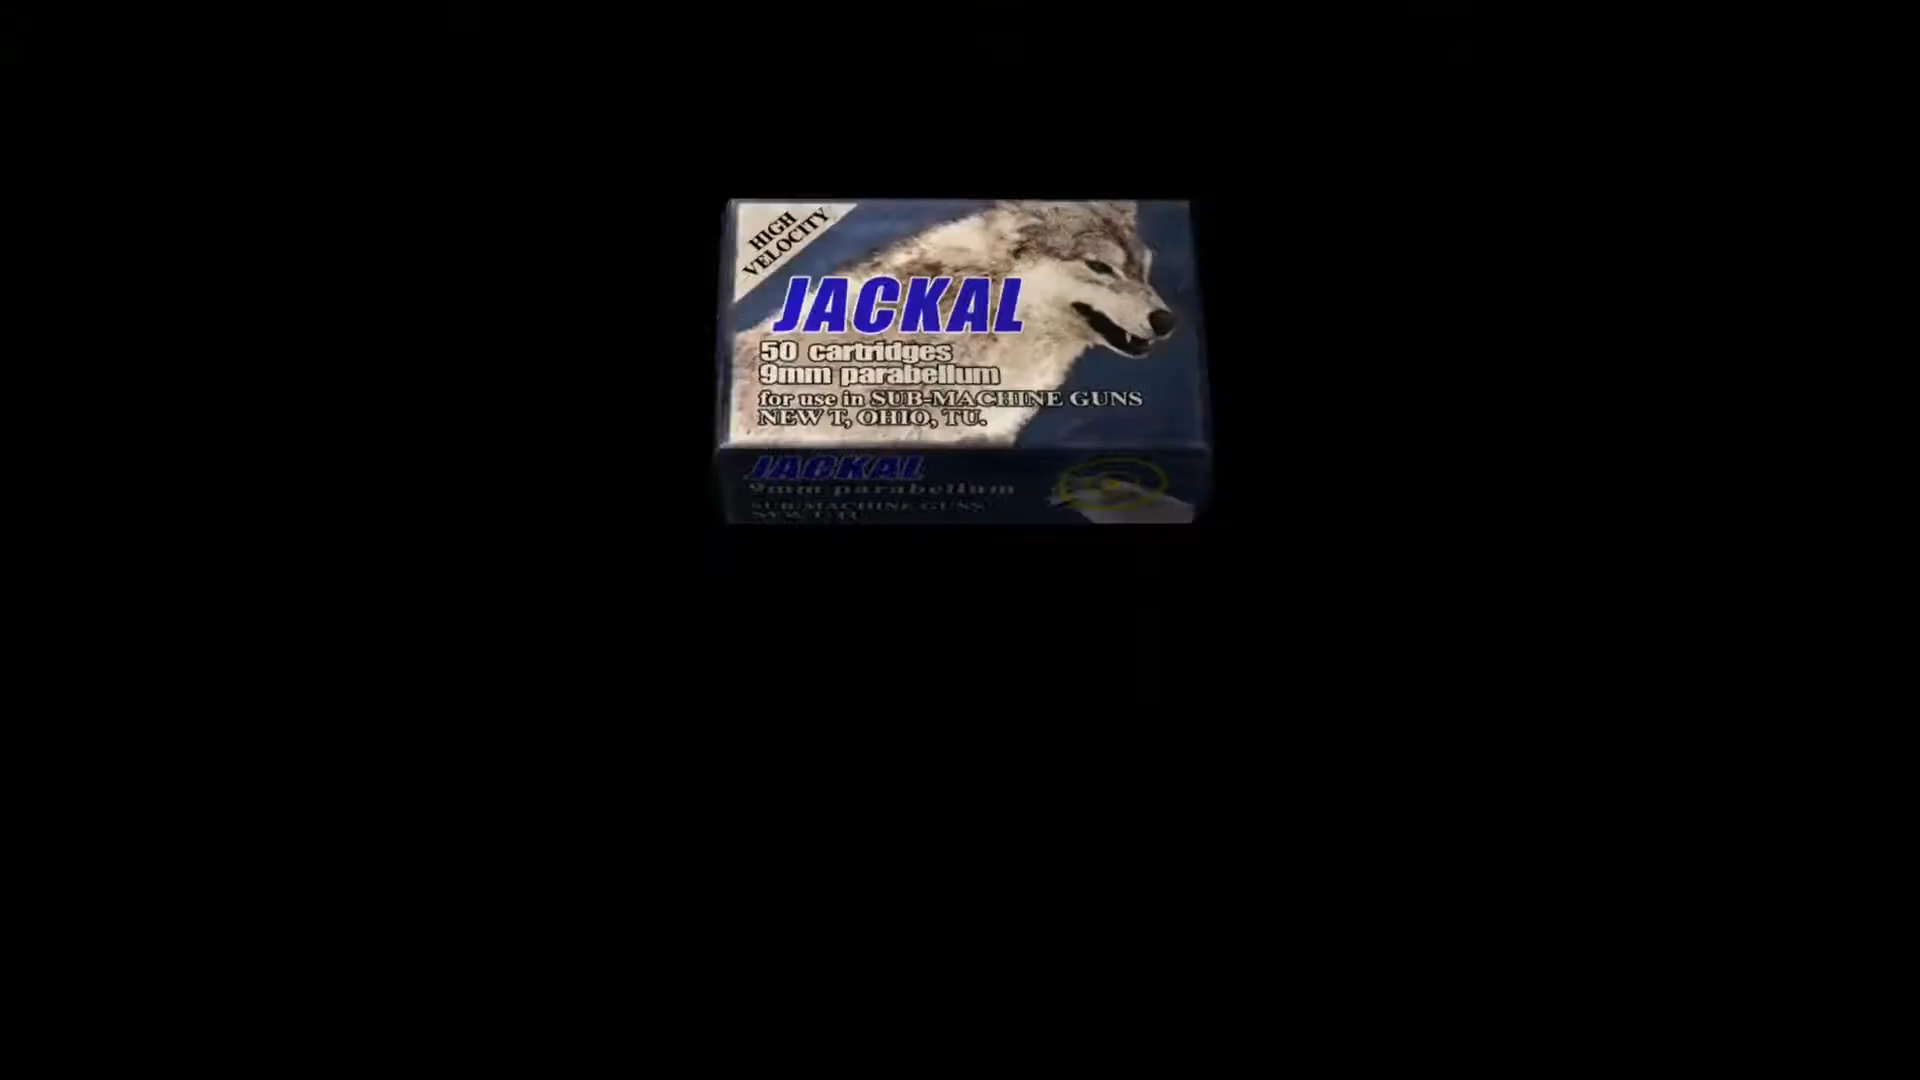 HIGH
VELOCITY
JACKAL
50 cartridges
9mm parabellum
for use in SUB-MACHINE GUNS
NEW T, OHIO, TU.
JACKAL
9mm parabellum
SUB-MACHINE GUNS